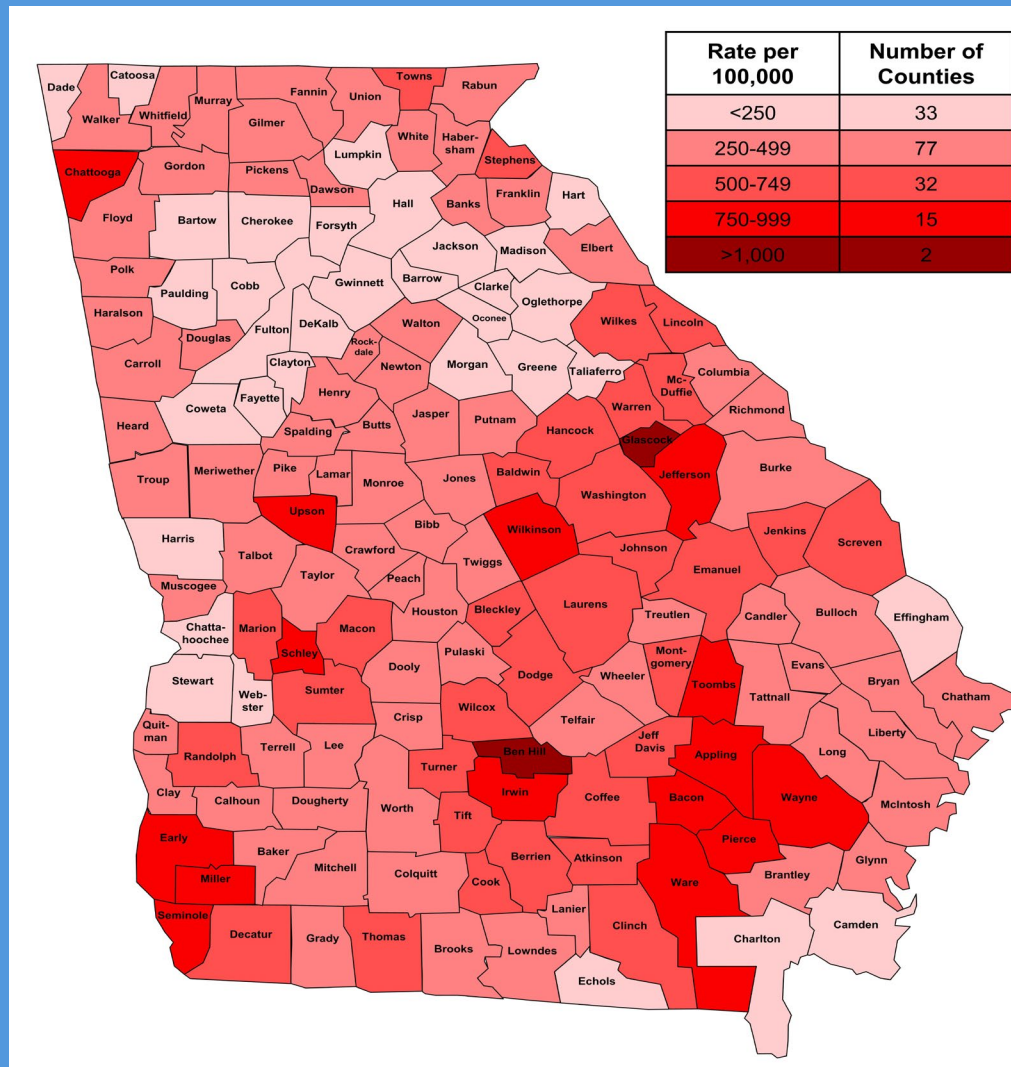 Rate per
100,000
Number of
Counties
<250
33
250-499
77
500-749
32
750-999
15
>1,000
2
Dade
Catoosa
Walker
Whitfield
Murray
Fannin
Gilmer
Union
Towns
Rabun
White
Haber-
sham
Stephens
Lumpkin
Chattooga
Gordon
Pickens
Dawson
Banks
Franklin
Hart
Floyd
Bartow
Cherokee
Forsyth
Hall
Jackson
Madison
Elbert
Polk
Paulding
Cobb
Gwinnett
Barrow
Clarke
Oconee
Oglethorpe
Haralson
Douglas
Fulton
DeKalb
Rock-
dale
Walton
Wilkes
Lincoln
Carroll
Clayton
Newton
Morgan
Greene
Taliaferro
Columbia
Mc-
Duffie
Fayette
Henry
Coweta
Warren
Richmond
Heard
Spalding
Butts
Jasper
Putnam
Hancock
Glascock
Troup
Meriwether
Pike
Lamar
Monroe
Jones
Baldwin
Washington
Jefferson
Burke
Upson
Bibb
Wilkinson
Harris
Talbot
Crawford
Twiggs
Johnson
Jenkins
Screven
Emanuel
Muscogee
Taylor
Peach
Houston
Bleckley
Laurens
Treutlen
Candler
Bulloch
Effingham
Chatta-
hoochee
Marion
Macon
Schley
Dooly
Pulaski
Dodge
Wheeler
Mont-
gomery
Toombs
Evans
Tattnall
Bryan
Chatham
Stewart
Web-
ster
Sumter
Crisp
Wilcox
Telfair
Jeff
Davis
Appling
Long
Liberty
Quit-
man
Randolph
Terrell
Lee
Turner
Ben Hill
Irwin
Coffee
Bacon
Wayne
McIntosh
Clay
Calhoun
Dougherty
Worth
Tift
Early
Baker
Mitchell
Colquitt
Cook
Berrien
Atkinson
Pierce
Brantley
Glynn
Miller
Ware
Seminole
Decatur
Grady
Thomas
Brooks
Lowndes
Lanier
Clinch
Echols
Charlton
Camden